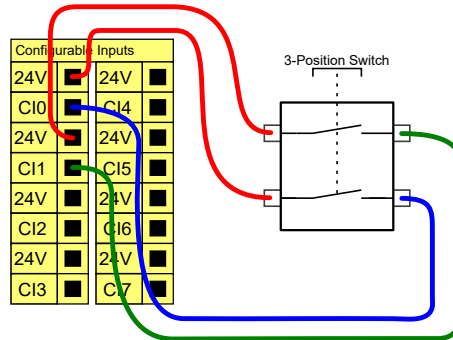 Configurable Inputs
24V 24V
CI0 CI4
24V 24V
CI1 CI5
24V 24V
CI2 CI6
24V 24V
CI3 CI7
3-Position Switch